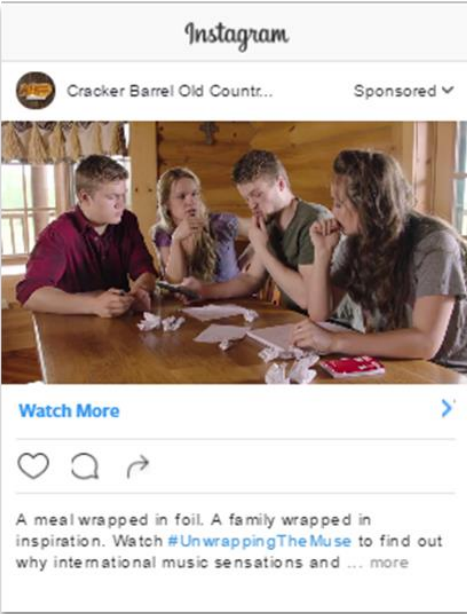 Instagram
Cracker Barrel Old Countr...
Sponsored
Watch More
A meal wrapped in foil. A family wrapped in
inspiration. Watch #UnwrappingTheMuse to find out
why international music sensations and ... more